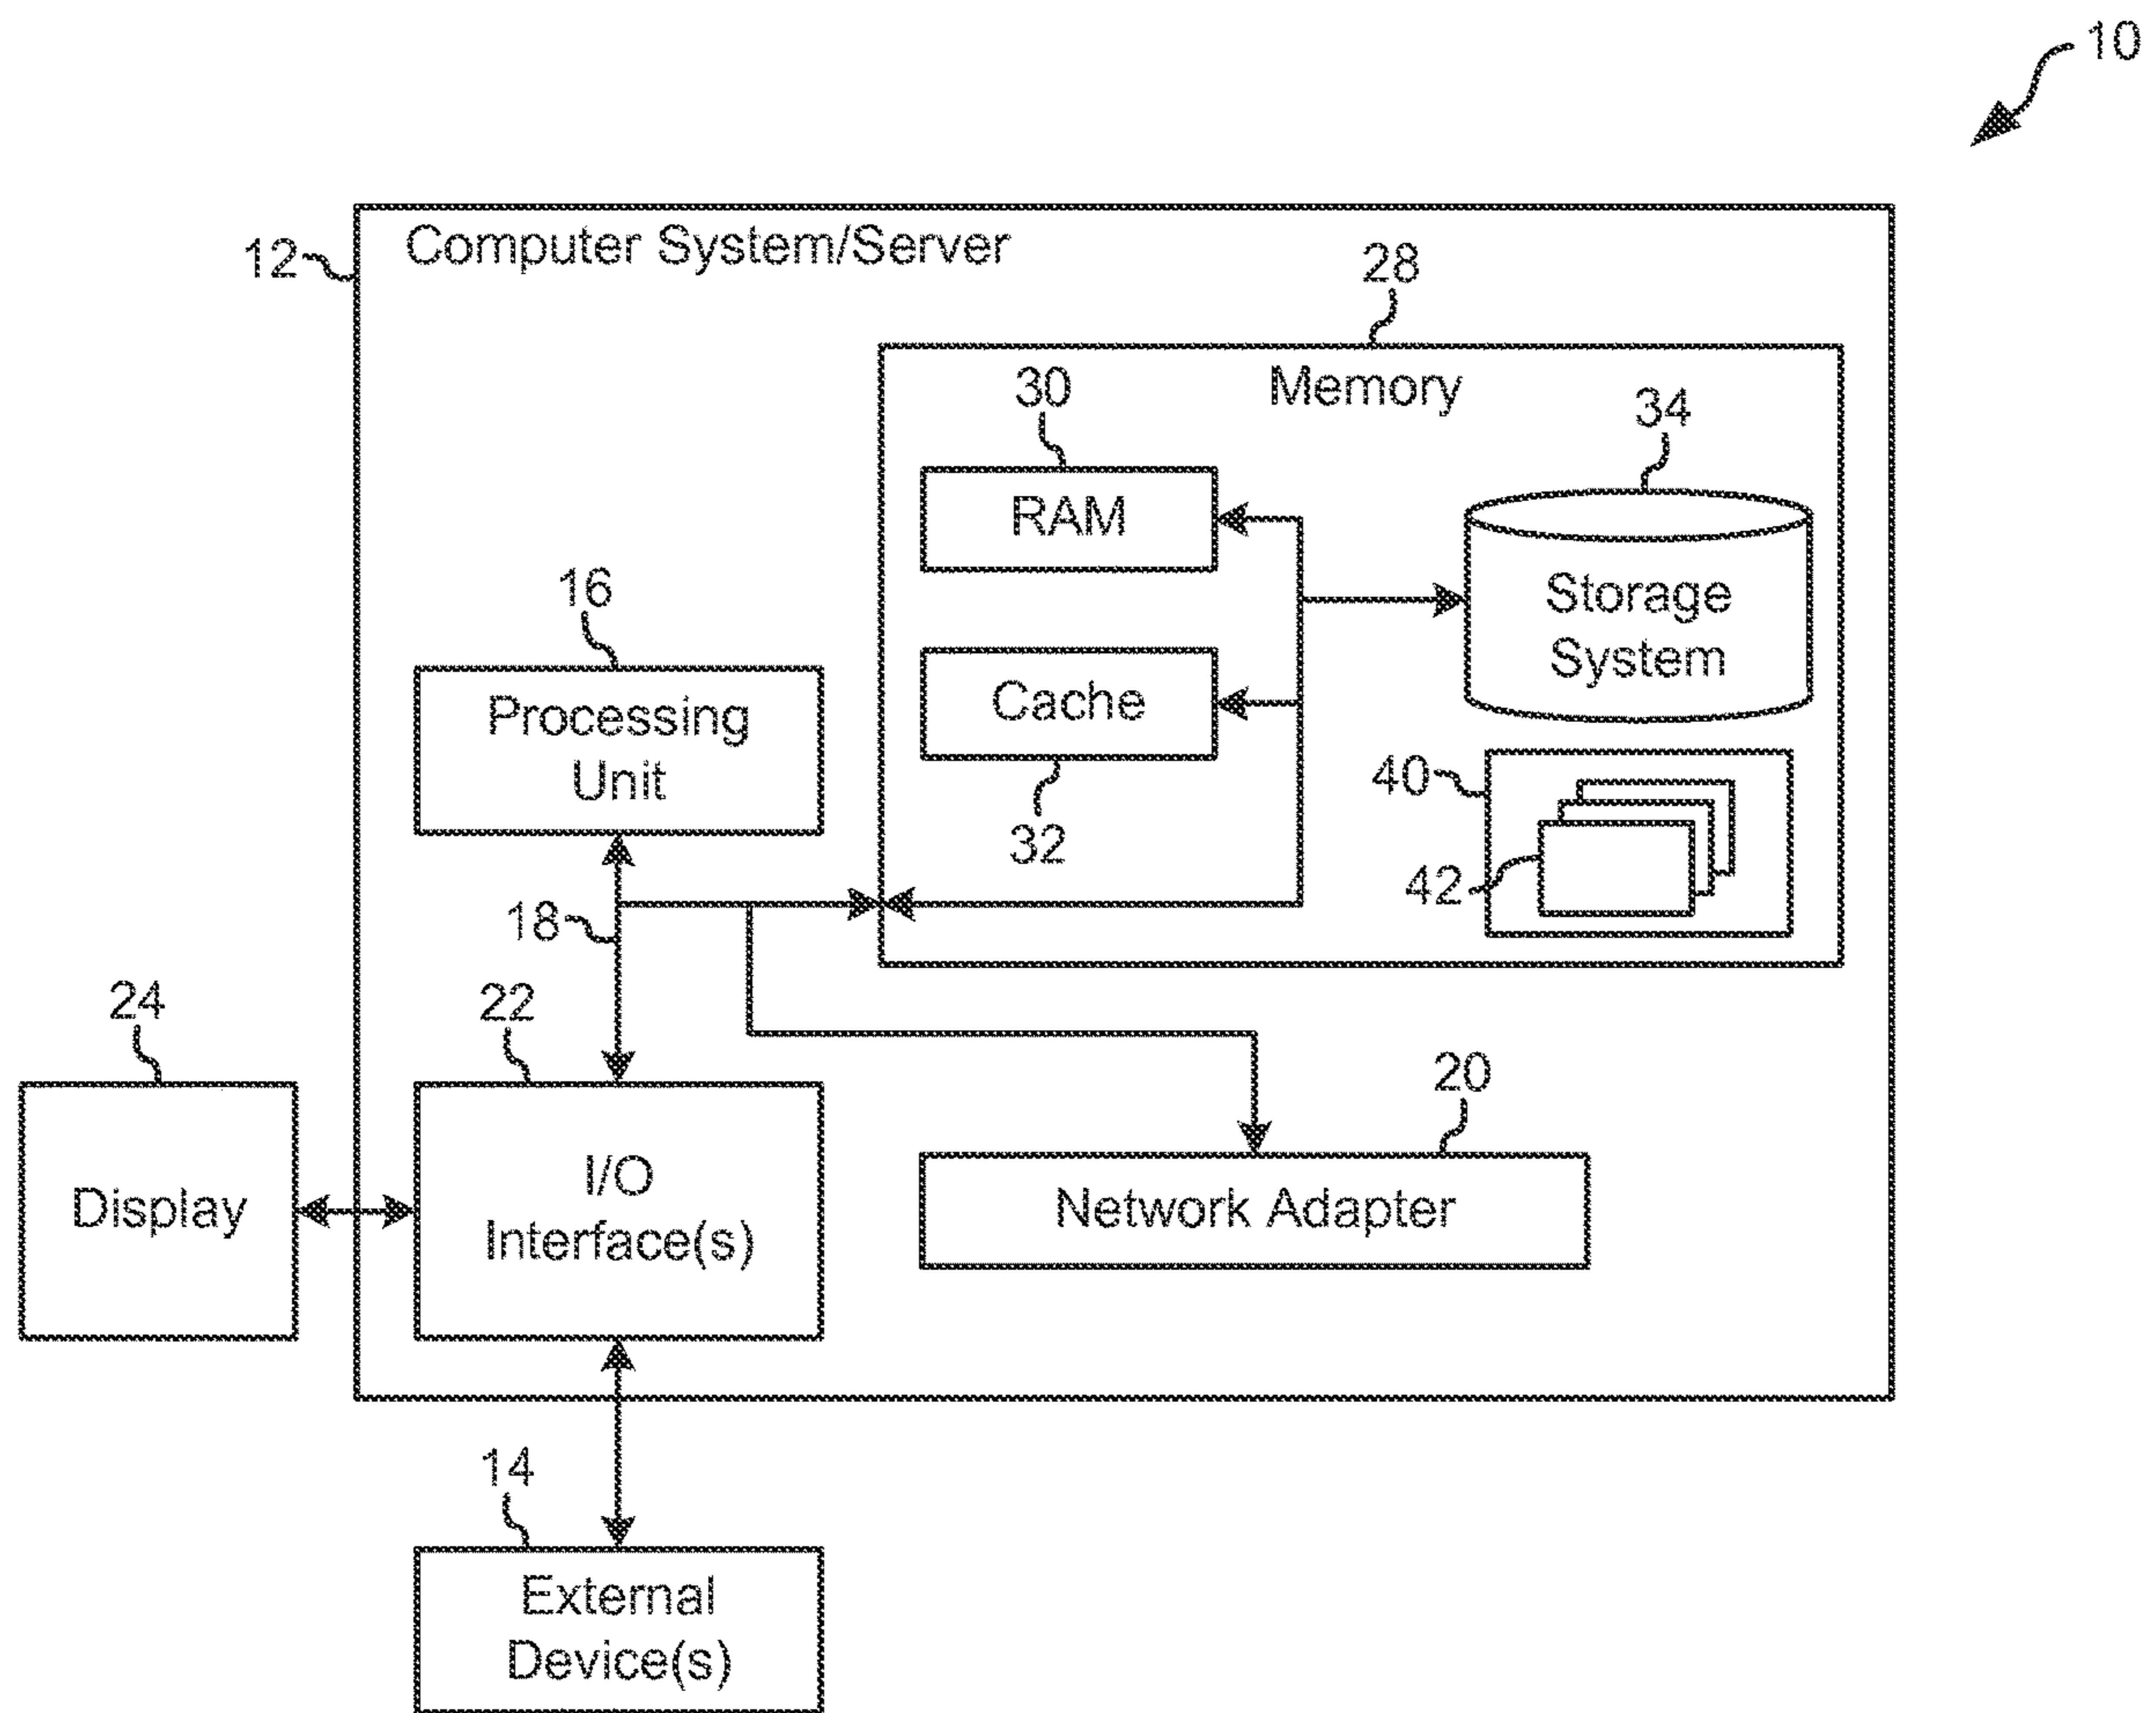 10
12
Computer System/Server
28
Memory
30
34
RAM
Storage
System
16
Processing
Unit
Cache
32
40
42
18
24
22
20
Display
I/O
Interface(s)
Network Adapter
14
External
Device(s)